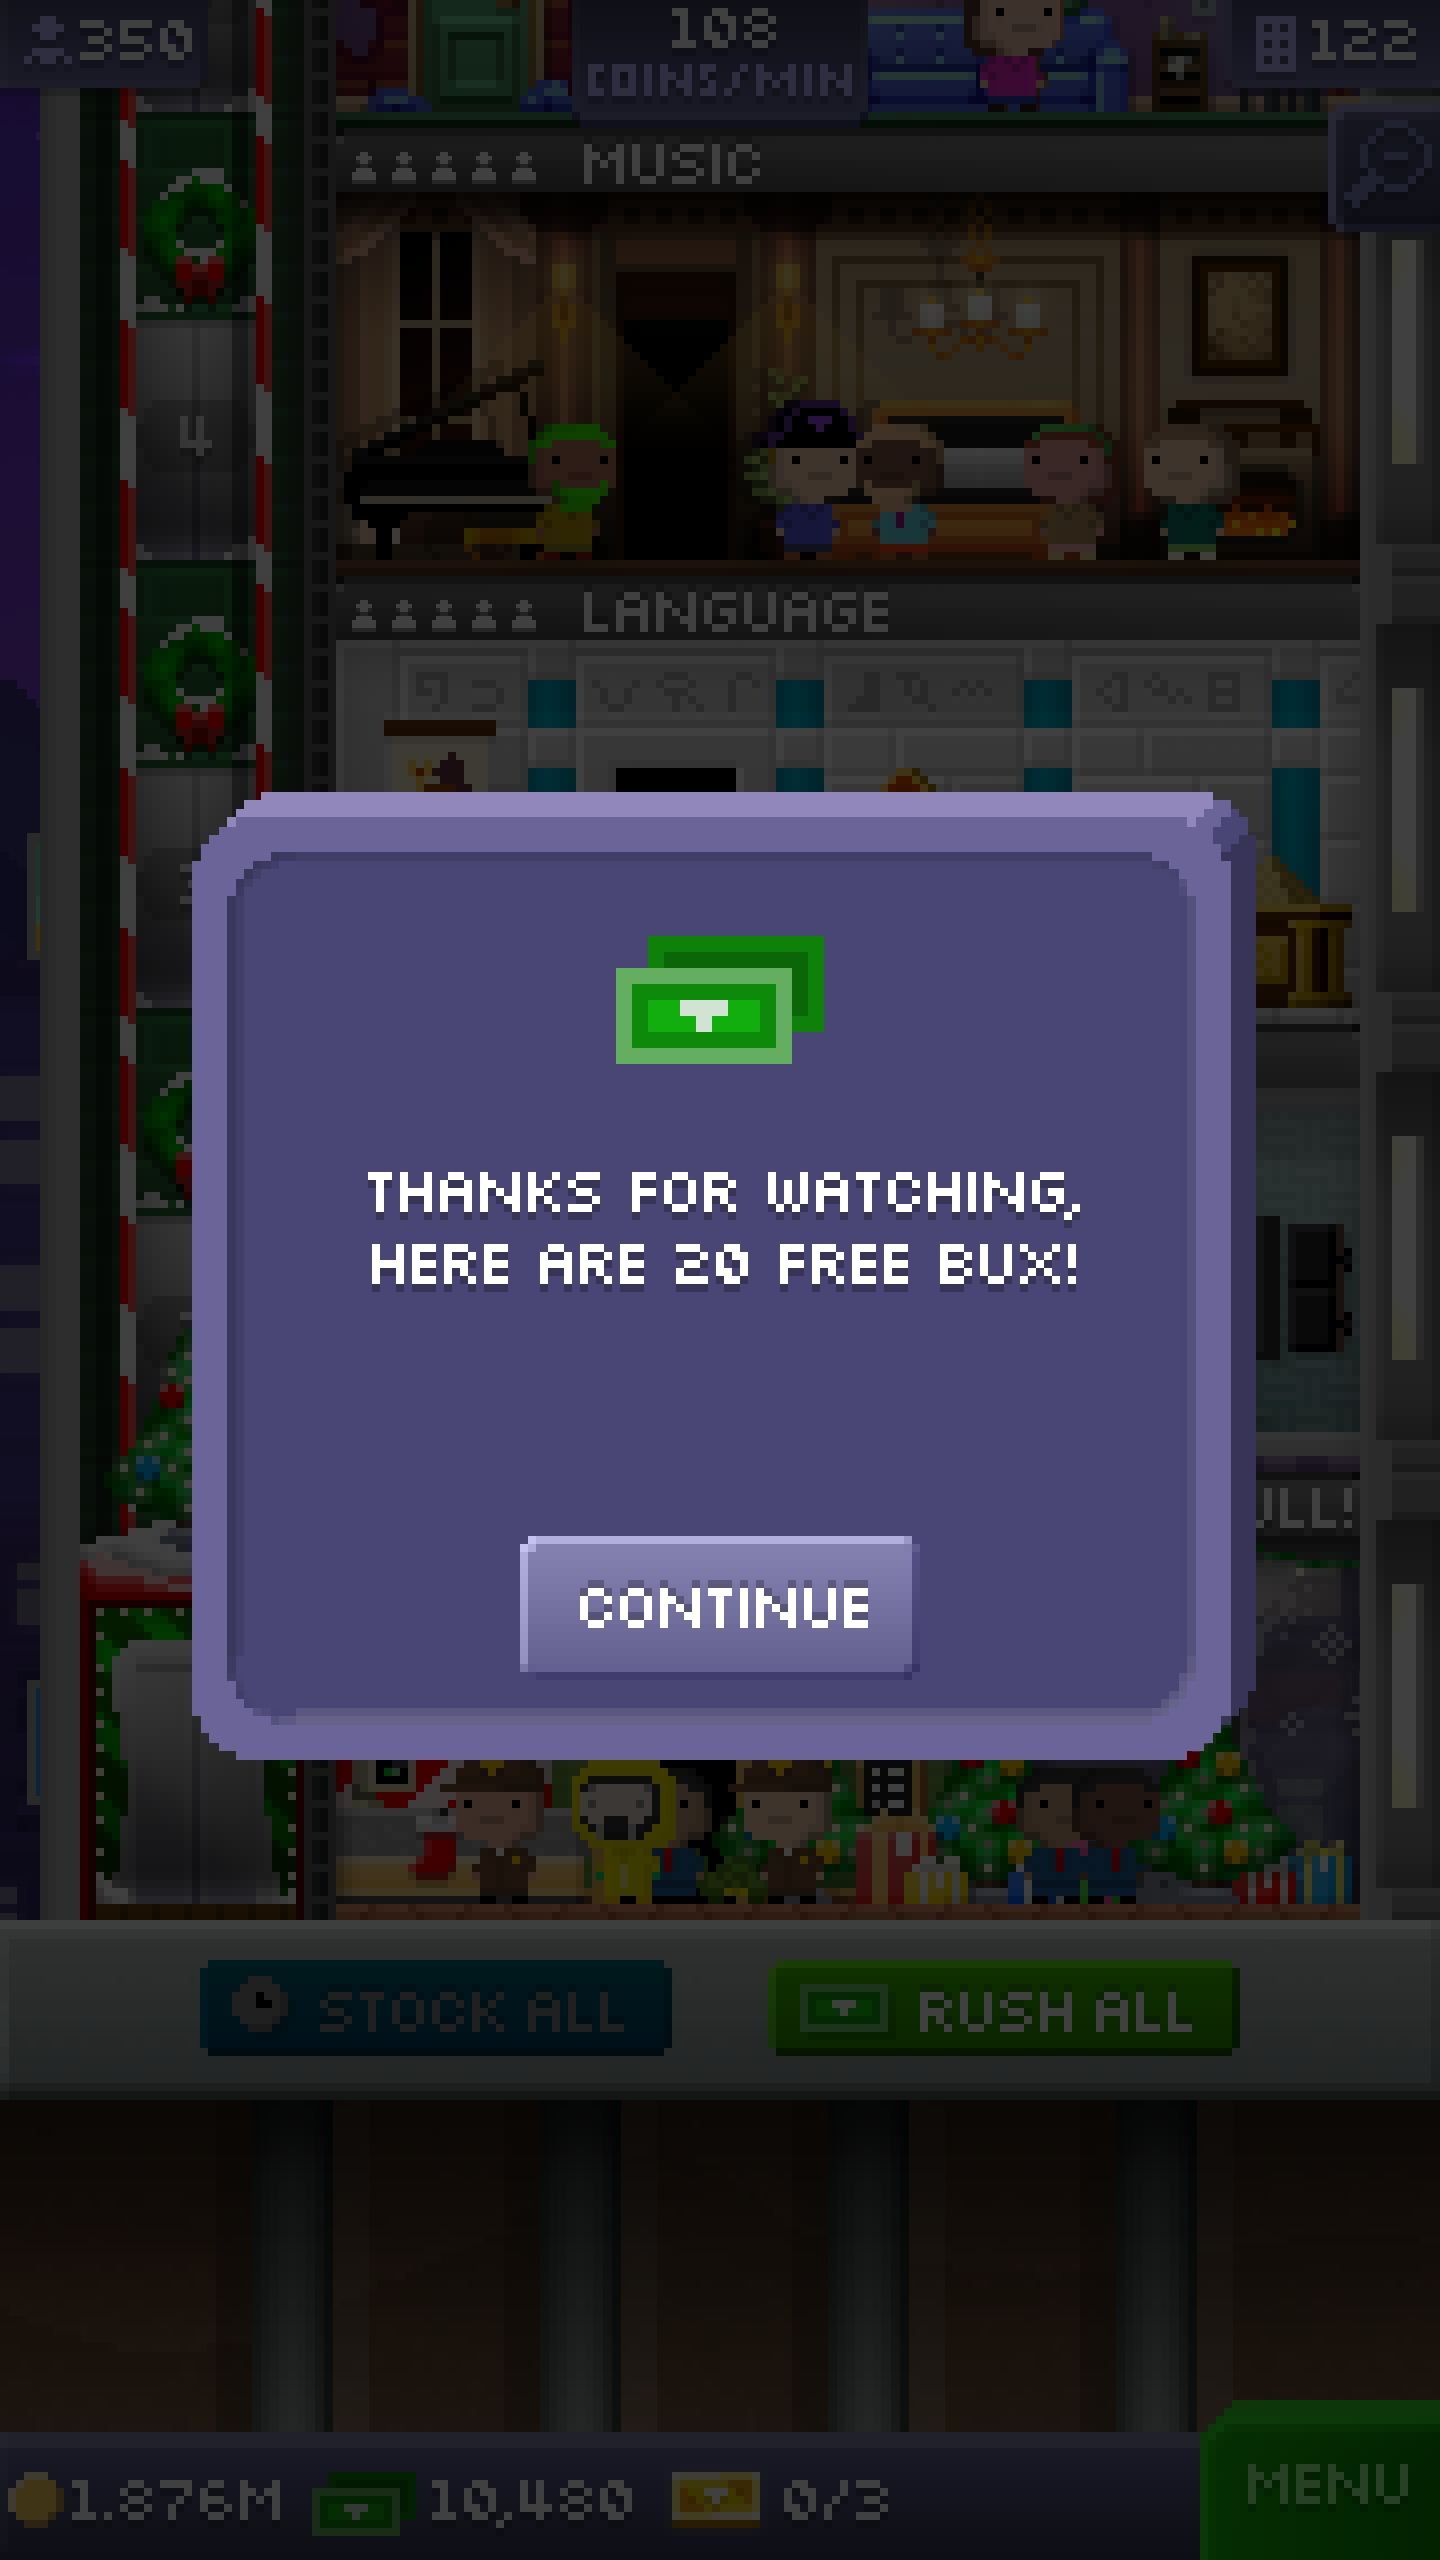 350
108
COINS/MIN
122
MUSIC
4
LANGUAGE
THANKS FOR WATCHING,
HERE ARE 20 FREE BUX!
CONTINUE
STOCK ALL
RUSH ALL
1.876M
10,480
0/3
MENU